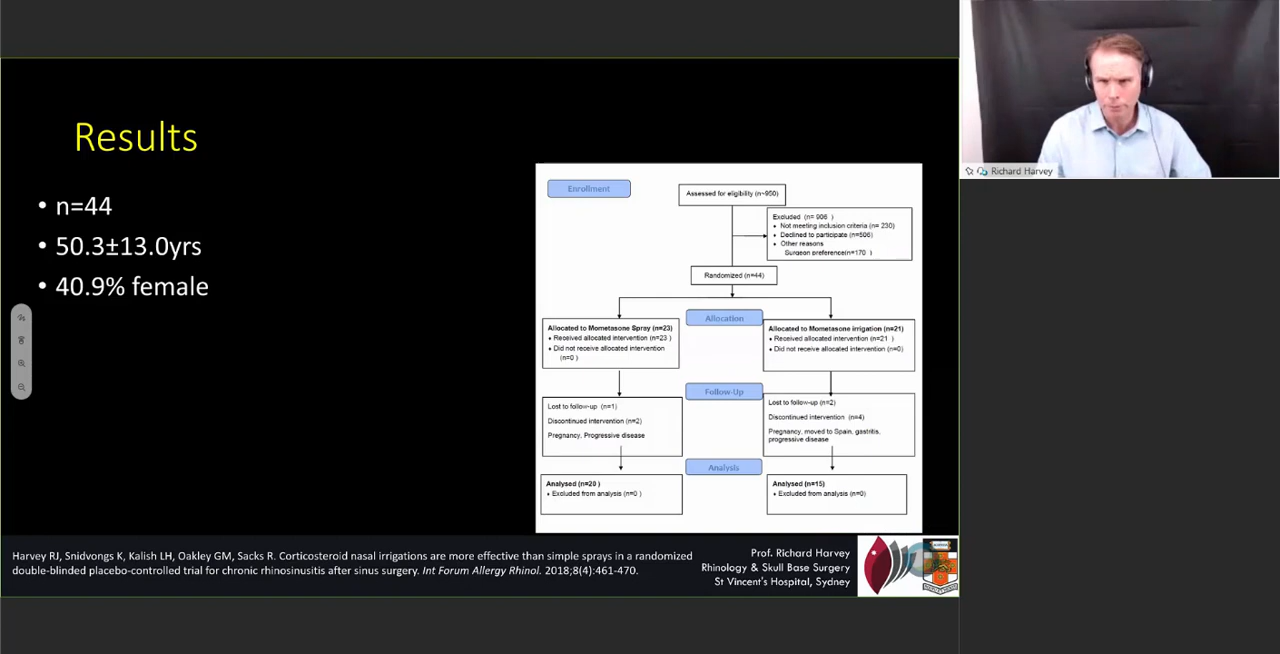 Results
• n=44
• 50.3±13.0yrs
• 40.9% female
Enrollment
Assessed for eligibility (n~950)
Excluded (n= 906 )
• Not meeting inclusion criteria (n= 230)
• Declined to participate (n=506)
• Other reasons
Surgeon preference(n=170 )
Randomized (n=44)
Allocation
Allocated to Mometasone Spray (n=23)
♦ Received allocated intervention (n=23 )
♦ Did not receive allocated intervention
(n=0 )
Allocated to Mometasone irrigation (n=21)
♦ Received allocated intervention (n=21 )
♦ Did not receive allocated intervention (n=0)
Follow-Up
Lost to follow-up (n=1)
Discontinued intervention (n=2)
Pregnancy, Progressive disease
Lost to follow-up (n=2)
Discontinued intervention (n=4)
Pregnancy, moved to Spain, gastritis,
progressive disease
Analysis
Analysed (n=20 )
♦ Excluded from analysis (n=0 )
Analysed (n=15)
♦ Excluded from analysis (n=0)
Harvey RJ, Snidvongs K, Kalish LH, Oakley GM, Sacks R. Corticosteroid nasal irrigations are more effective than simple sprays in a randomized
double-blinded placebo-controlled trial for chronic rhinosinusitis after sinus surgery. Int Forum Allergy Rhinol. 2018;8(4):461-470.
Prof. Richard Harvey
Rhinology & Skull Base Surgery
St Vincent's Hospital, Sydney
Richard Harvey